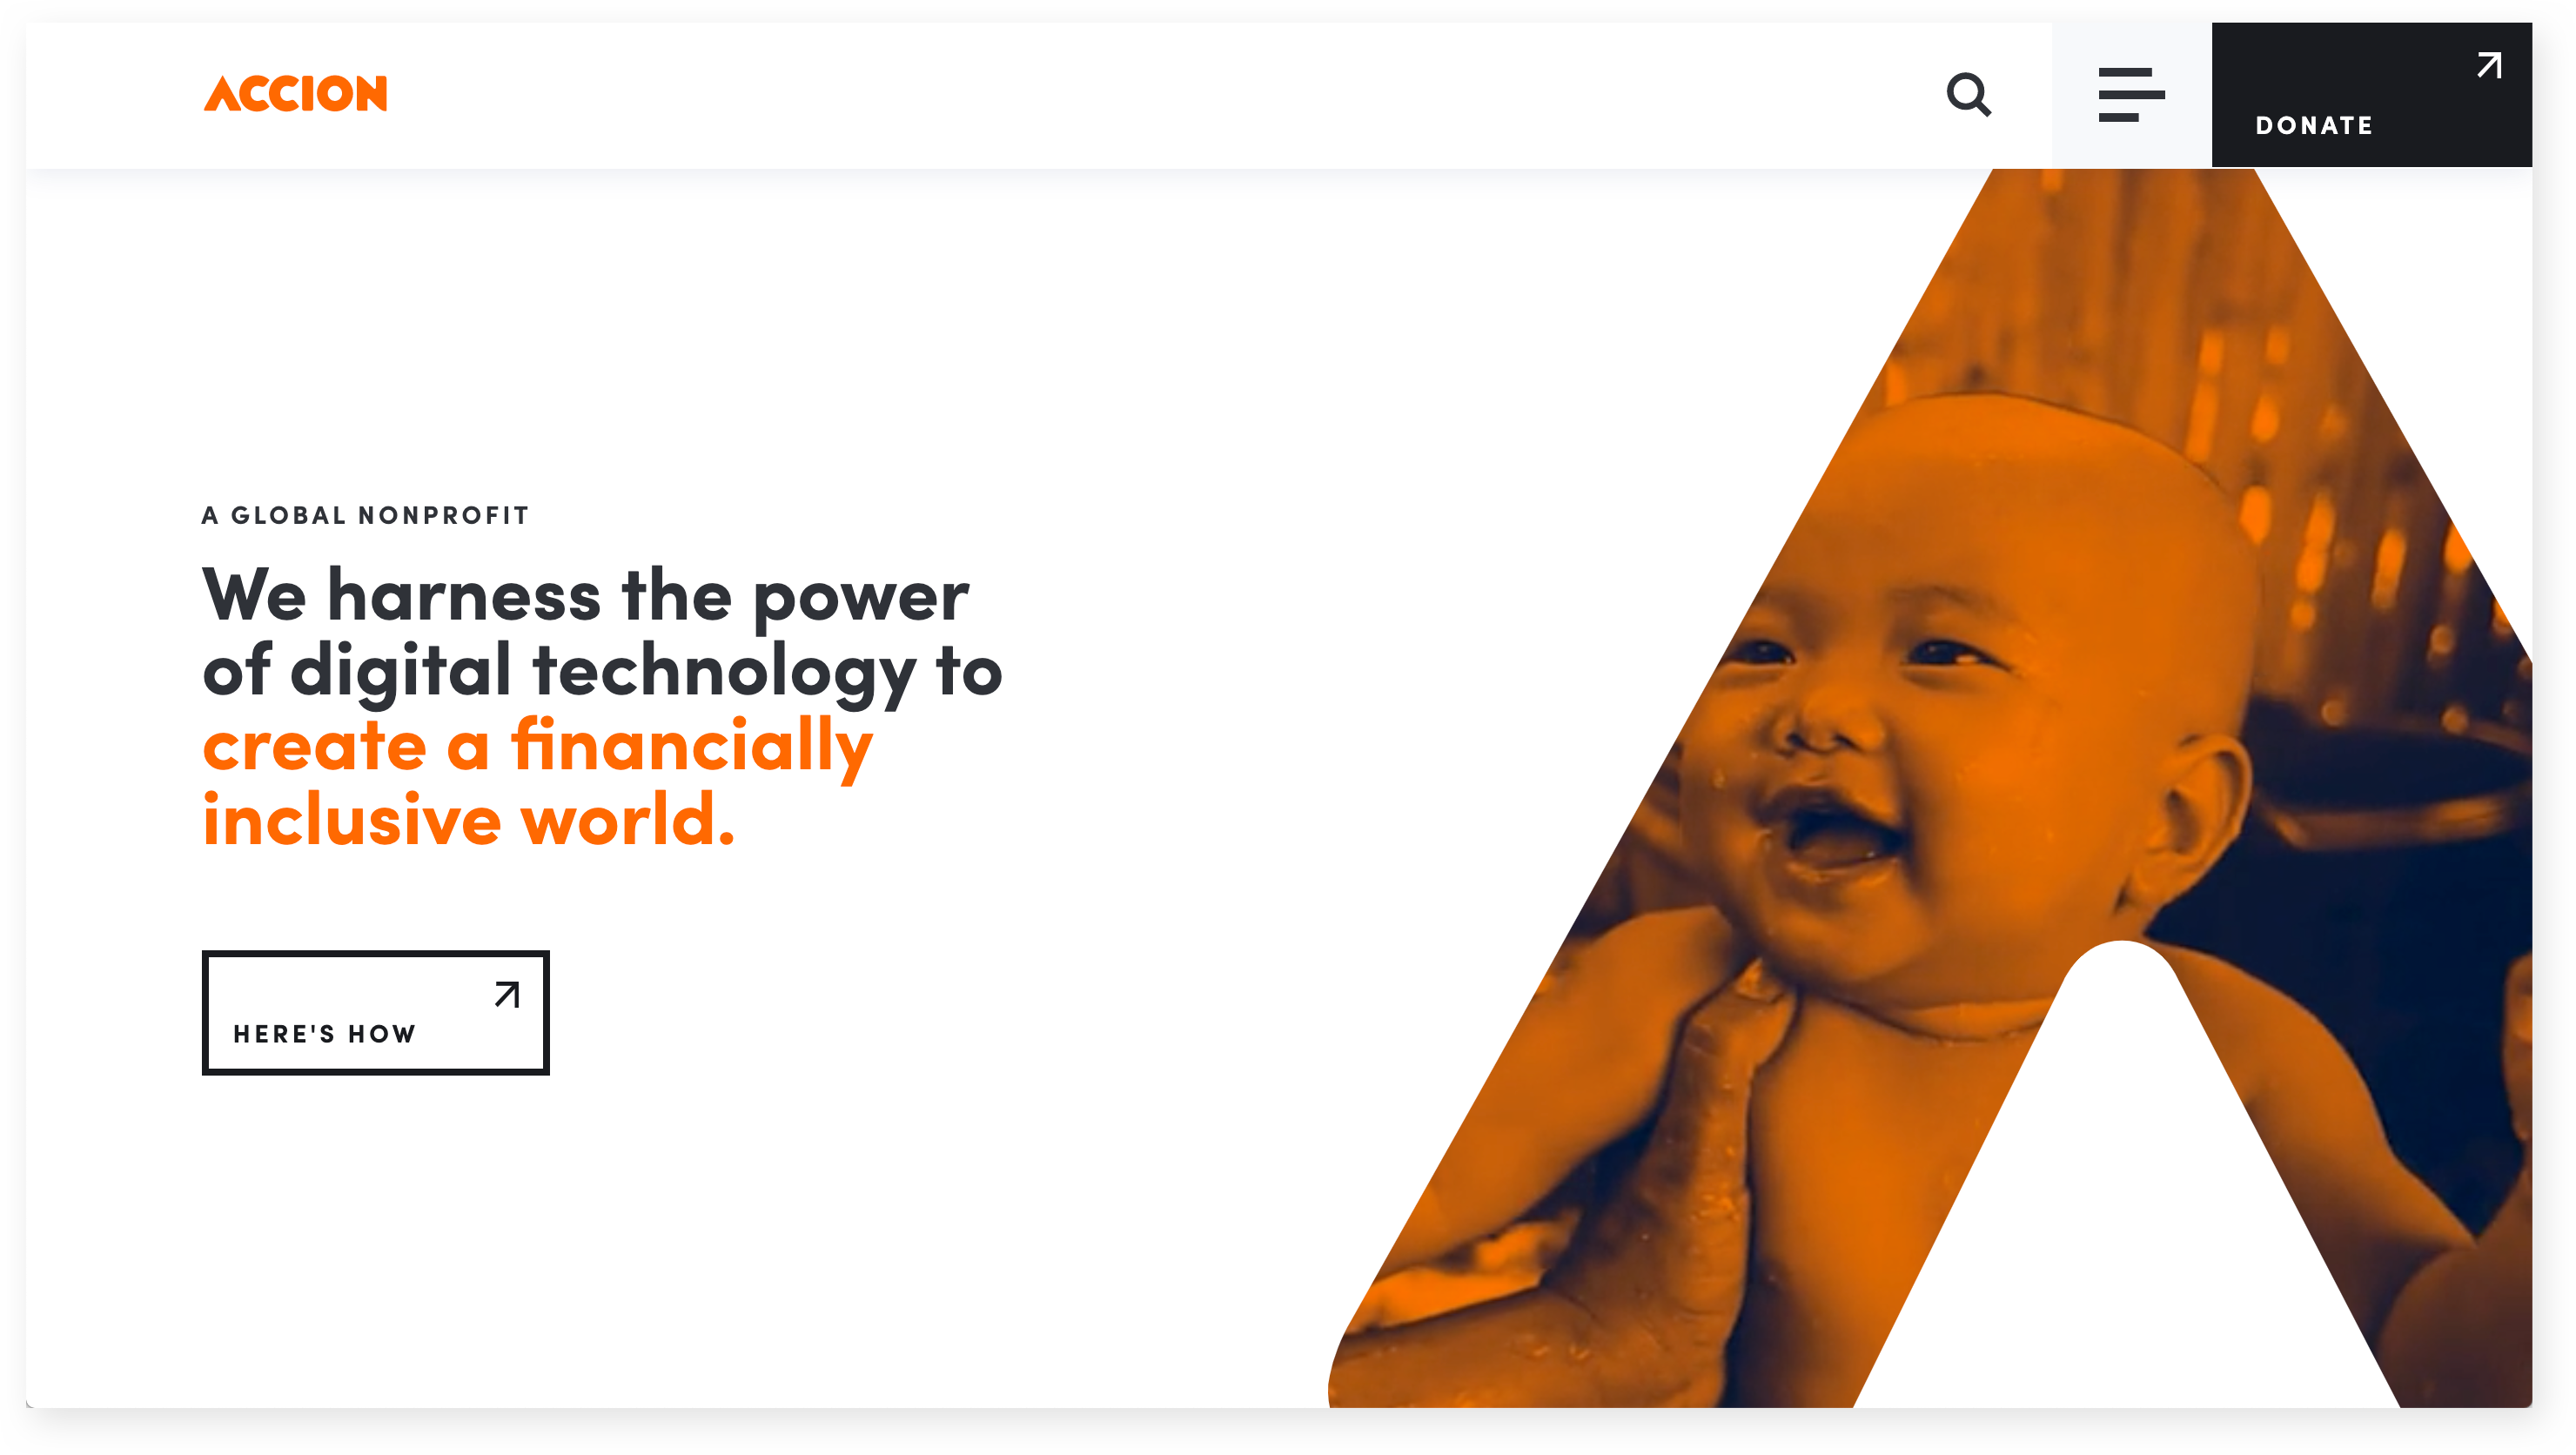 ACCION
DONATE
A GLOBAL NONPROFIT
We harness the power
of digital technology to
create a financially
inclusive world.
HERE'S HOW